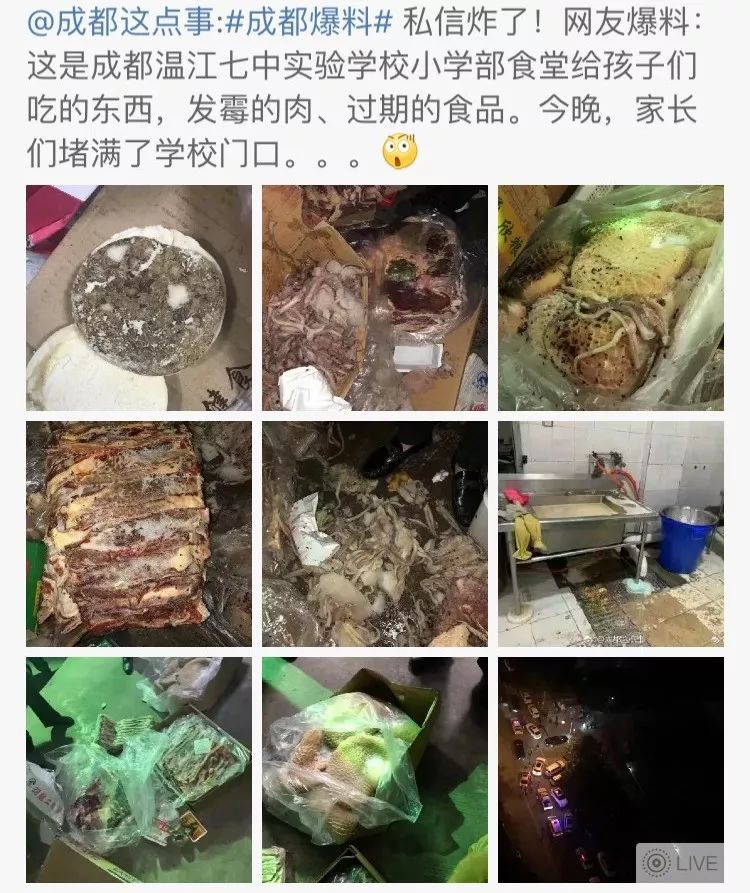 @成都这点事:#成都爆料# 私信炸了！网友爆料：
这是成都温江七中实验学校小学部食堂给孩子们
吃的东西，发霉的肉、过期的食品。今晚，家长
们堵满了学校门口。。。
LIVE